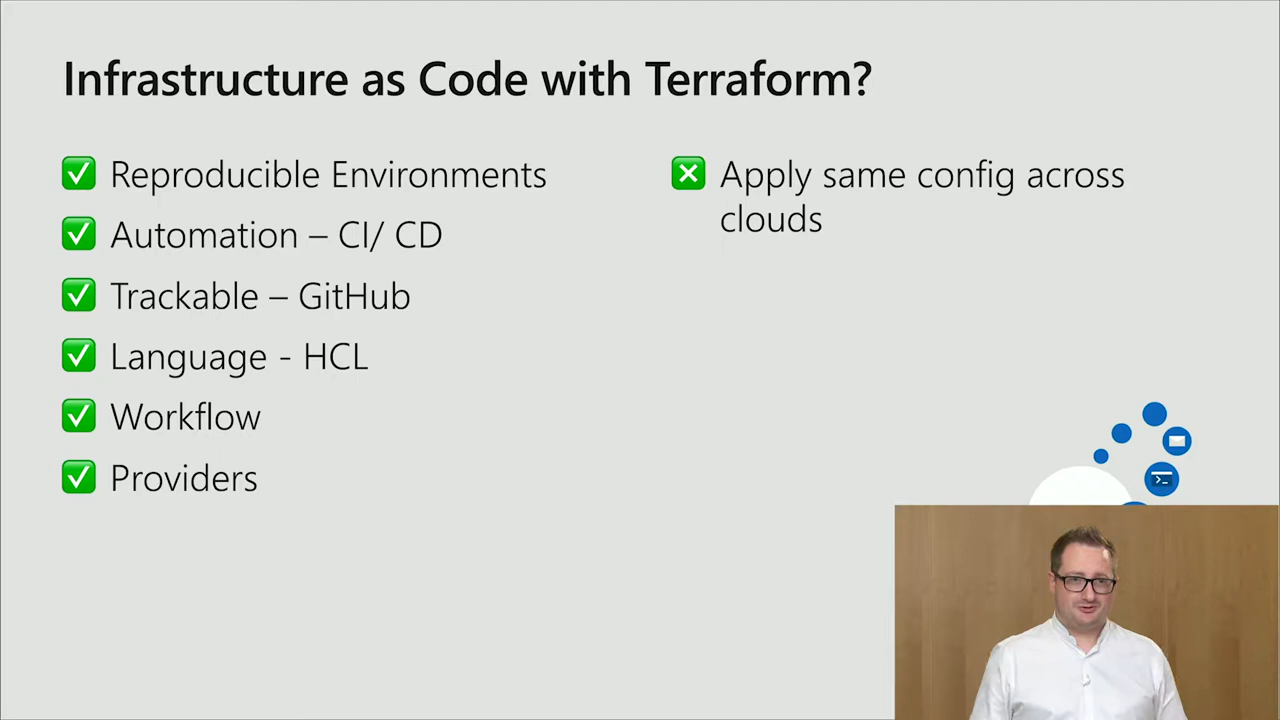 Infrastructure as Code with Terraform?
Reproducible Environments
Automation – CI/ CD
Trackable – GitHub
Language - HCL
Workflow
Providers
Apply same config across
clouds